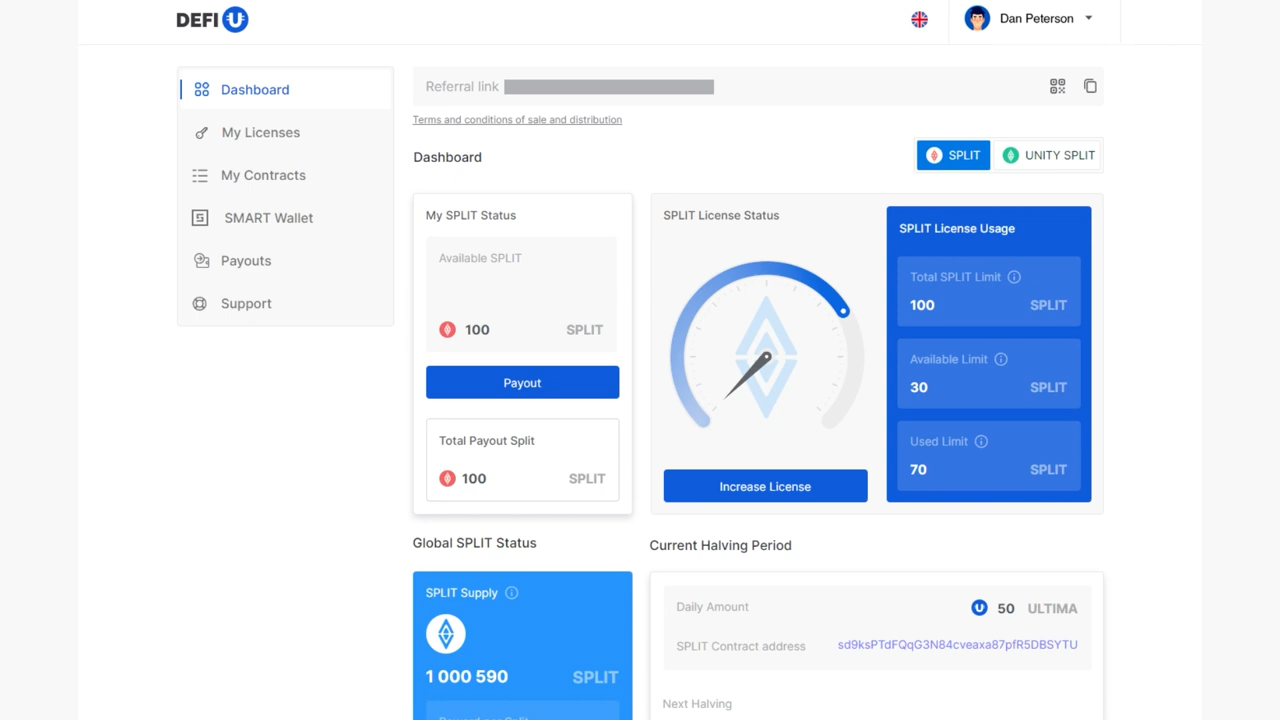 DEFI U
Dan Peterson
Dashboard
My Licenses
My Contracts
SMART Wallet
Payouts
Support
Referral link
Terms and conditions of sale and distribution
Dashboard
SPLIT
UNITY SPLIT
My SPLIT Status
Available SPLIT
100 SPLIT
Payout
Total Payout Split
100 SPLIT
SPLIT License Status
Increase License
SPLIT License Usage
Total SPLIT Limit
100 SPLIT
Available Limit
30 SPLIT
Used Limit
70 SPLIT
Global SPLIT Status
SPLIT Supply
1 000 590 SPLIT
Current Halving Period
Daily Amount 50 ULTIMA
SPLIT Contract address sd9ksPTdFQqG3N84cveaxa87pfR5DBSYTU
Next Halving